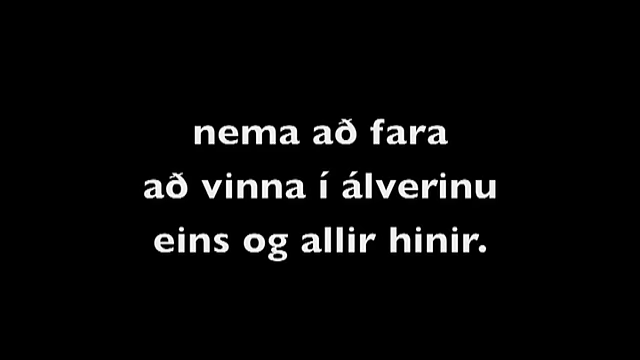 nema að fara
að vinna í álverinu
eins og allir hinir.